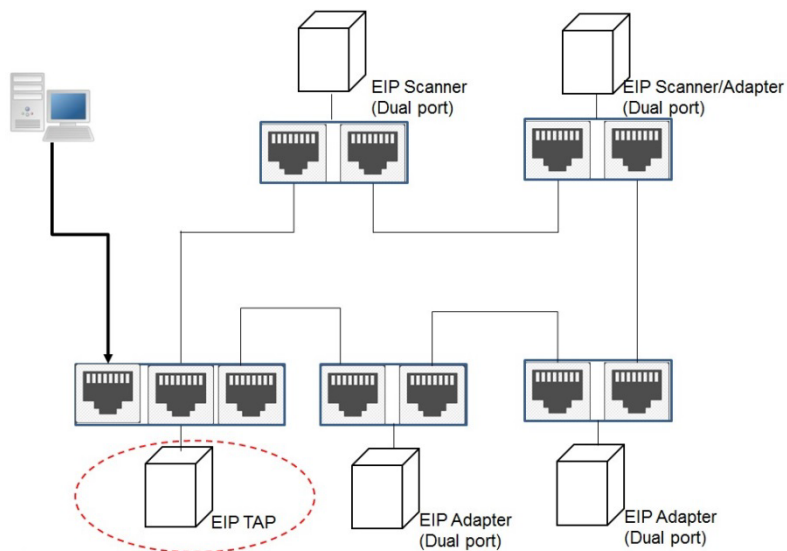 EIP Scanner
(Dual port)
EIP Scanner/Adapter
(Dual port)
EIP TAP
EIP Adapter
(Dual port)
EIP Adapter
(Dual port)